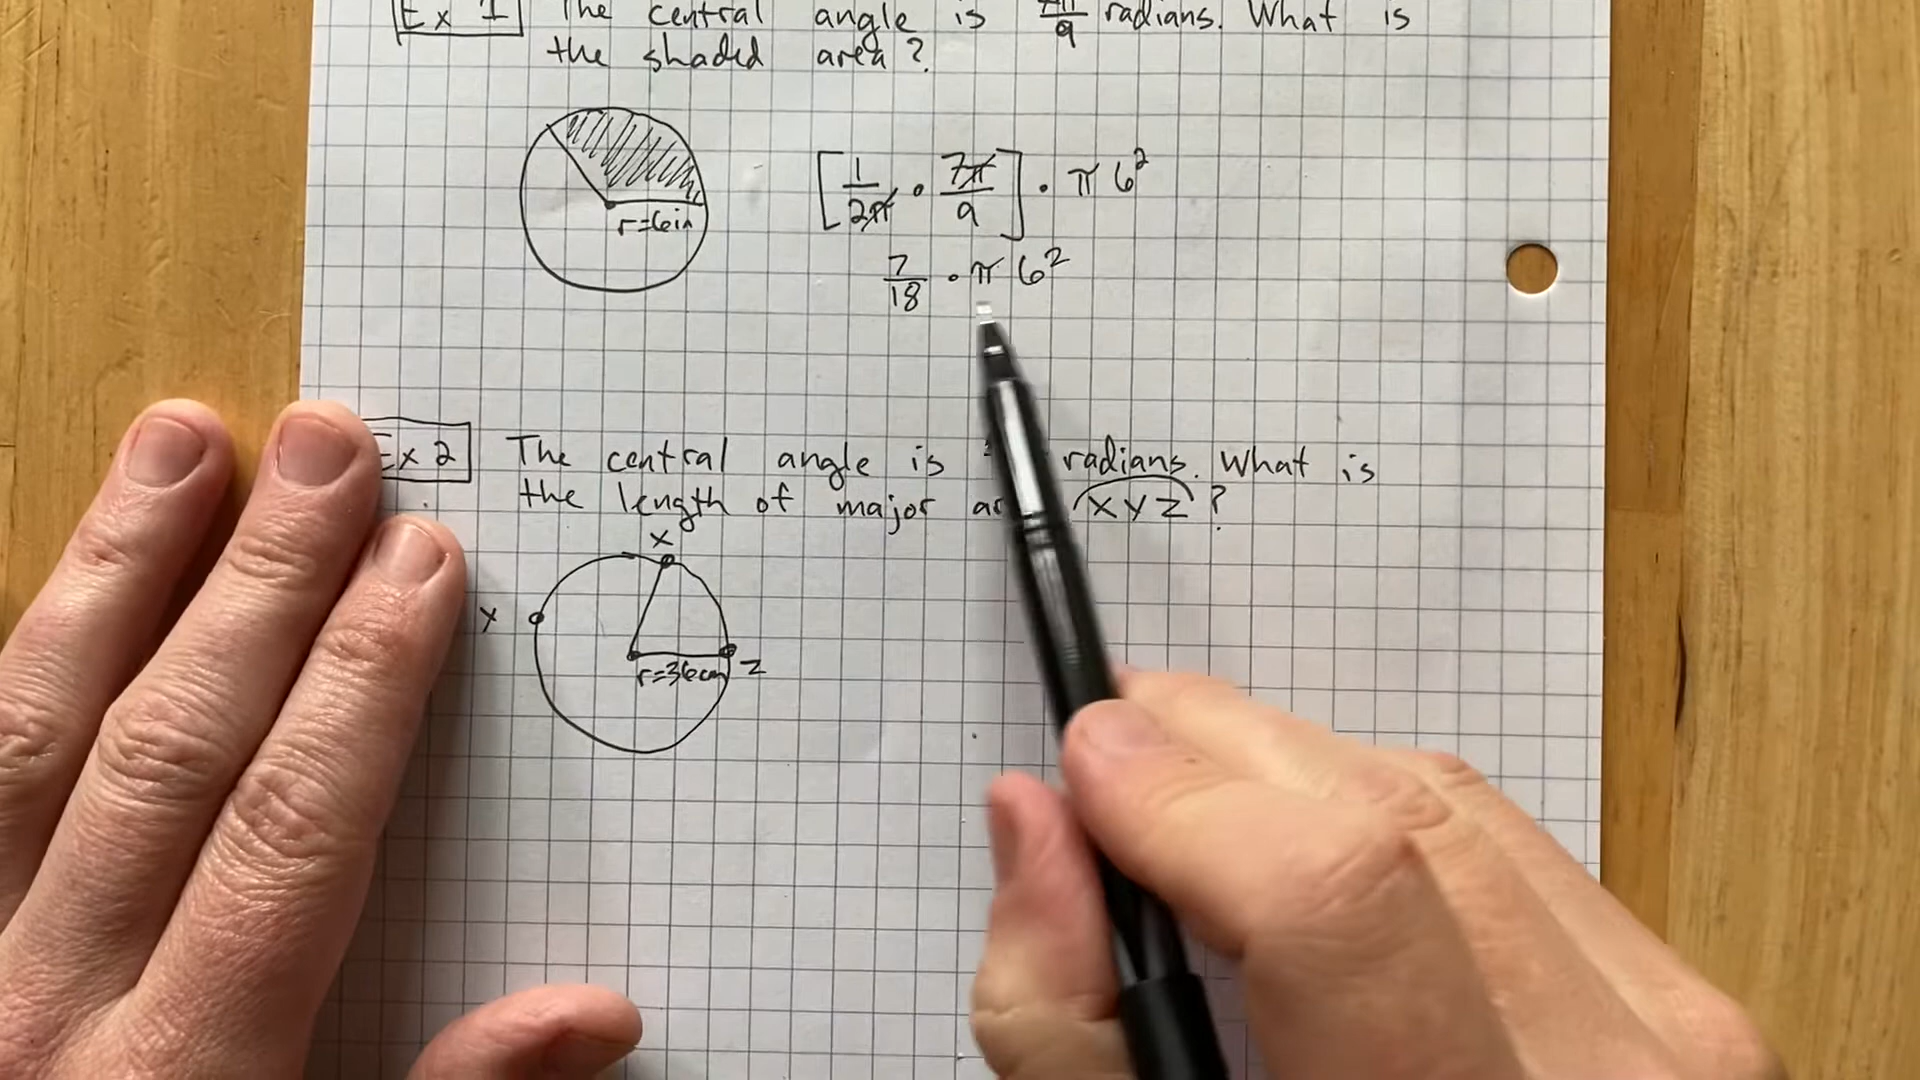 Ex 1 The central angle is 7π/9 radians. What is
the shaded area?
r=6in
[1/2π · 7π/9] · π 6²
7/18 · π 6²
Ex 2 The central angle is radians. What is
the length of major XYZ?
X
Y
r=36cm Z